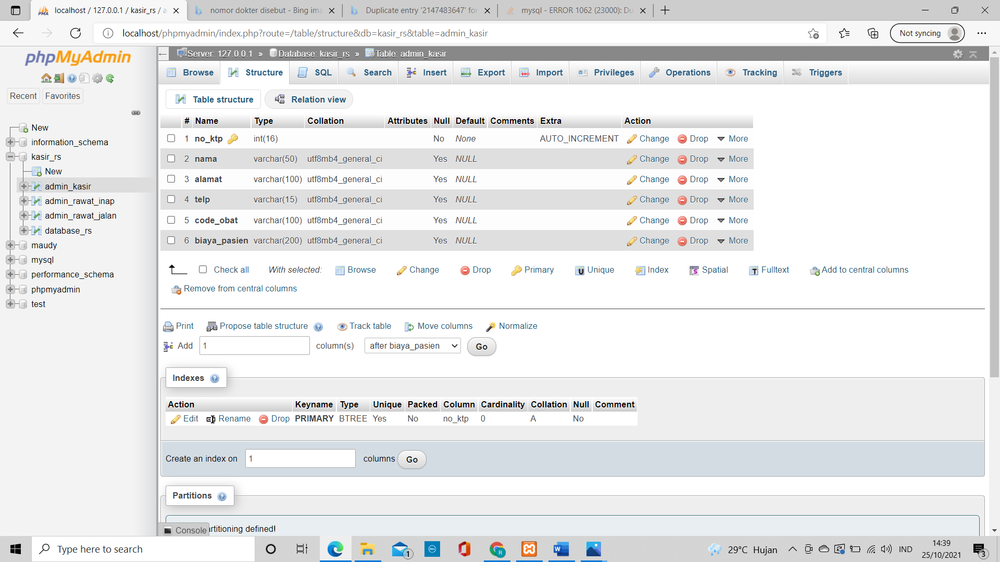 localhost / 127.0.0.1 / kasir_rs / a
nomor dokter disebut - Bing ima
Duplicate entry '2147483647' for
mysql - ERROR 1062 (23000): Du
localhost/phpmyadmin/index.php?route=/table/structure&db=kasir_rs&table=admin_kasir
Not syncing
phpMyAdmin
Recent Favorites
New
information_schema
kasir_rs
New
admin_kasir
admin_rawat_inap
admin_rawat_jalan
database_rs
maudy
mysql
performance_schema
phpmyadmin
test
Server: 127.0.0.1 » Database: kasir_rs » Table: admin_kasir
Browse Structure SQL Search Insert Export Import Privileges Operations Tracking Triggers
Table structure Relation view
# Name Type Collation Attributes Null Default Comments Extra Action
1 no_ktp int(16) No None AUTO_INCREMENT Change Drop More
2 nama varchar(50) utf8mb4_general_ci Yes NULL Change Drop More
3 alamat varchar(100) utf8mb4_general_ci Yes NULL Change Drop More
4 telp varchar(15) utf8mb4_general_ci Yes NULL Change Drop More
5 code_obat varchar(100) utf8mb4_general_ci Yes NULL Change Drop More
6 biaya_pasien varchar(200) utf8mb4_general_ci Yes NULL Change Drop More
Check all With selected: Browse Change Drop Primary Unique Index Spatial Fulltext Add to central columns
Remove from central columns
Print Propose table structure Track table Move columns Normalize
Add 1 column(s) after biaya_pasien Go
Indexes
Action Keyname Type Unique Packed Column Cardinality Collation Null Comment
Edit Rename Drop PRIMARY BTREE Yes No no_ktp 0 A No
Create an index on 1 columns Go
Partitions
artitioning defined!
Console
Type here to search
1
29°C Hujan
IND
14:39
25/10/2021
3